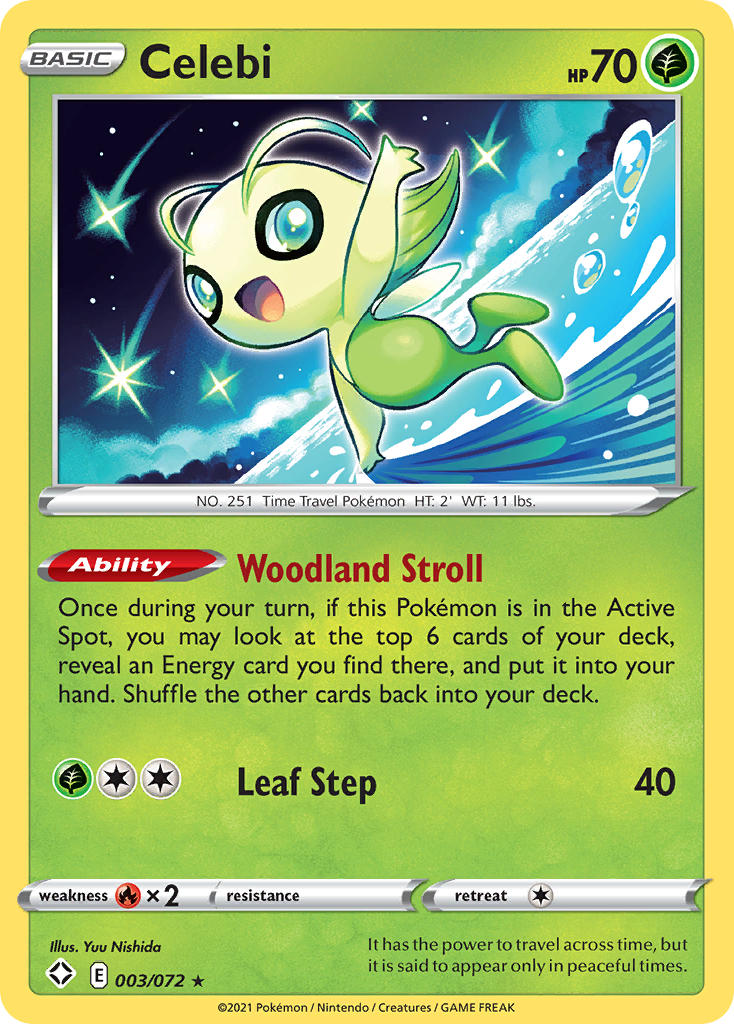 BASIC Celebi HP 70
NO. 251 Time Travel Pokémon HT: 2' WT: 11 lbs.
Ability Woodland Stroll
Once during your turn, if this Pokémon is in the Active
Spot, you may look at the top 6 cards of your deck,
reveal an Energy card you find there, and put it into your
hand. Shuffle the other cards back into your deck.
Leaf Step 40
weakness ×2 resistance retreat
Illus. Yuu Nishida
It has the power to travel across time, but
it is said to appear only in peaceful times.
E 003/072 ★
©2021 Pokémon / Nintendo / Creatures / GAME FREAK